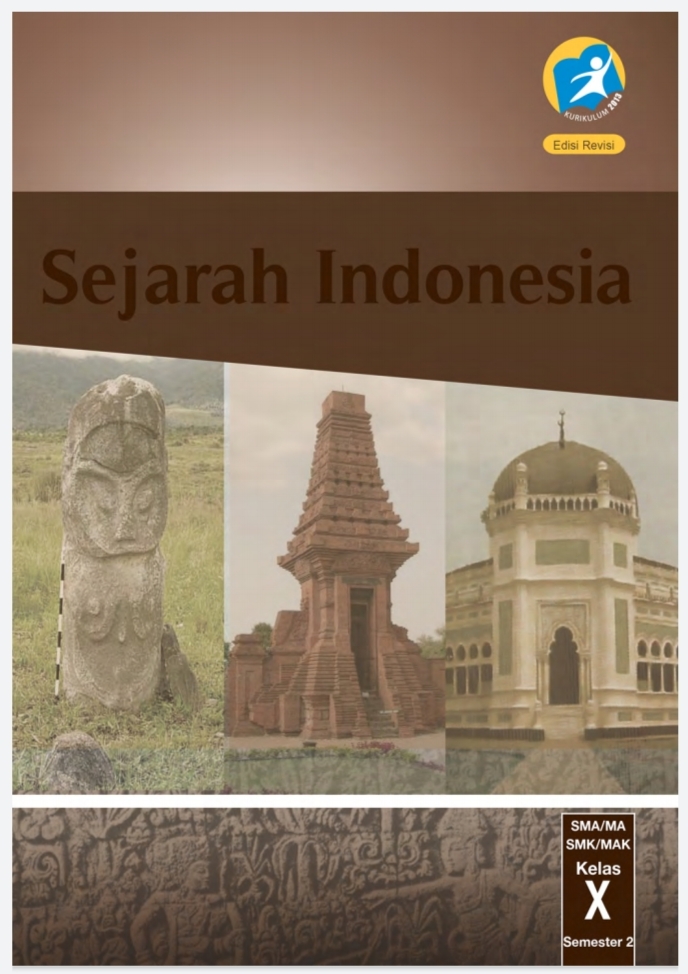 KURIKULUM 2013
Edisi Revisi
Sejarah Indonesia
SMA/MA
SMK/MAK
Kelas
X
Semester 2